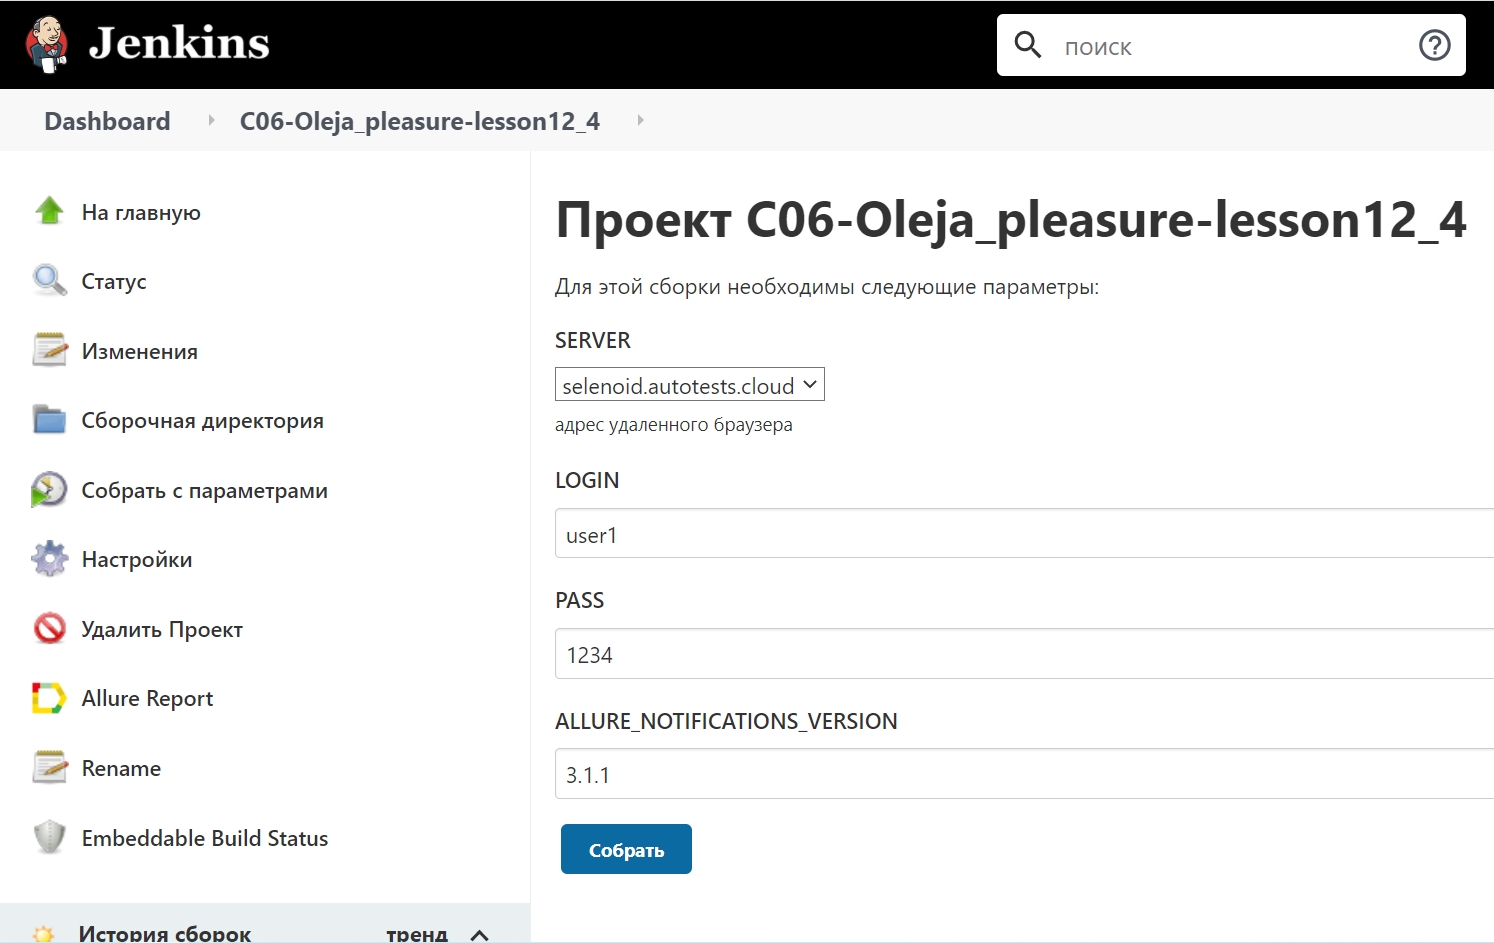 Jenkins
поиск
Dashboard
C06-Oleja_pleasure-lesson12_4
На главную
Статус
Изменения
Сборочная директория
Собрать с параметрами
Настройки
Удалить Проект
Allure Report
Rename
Embeddable Build Status
История сборок тренд
Проект C06-Oleja_pleasure-lesson12_4
Для этой сборки необходимы следующие параметры:
SERVER
selenoid.autotests.cloud
адрес удаленного браузера
LOGIN
user1
PASS
1234
ALLURE_NOTIFICATIONS_VERSION
3.1.1
Собрать